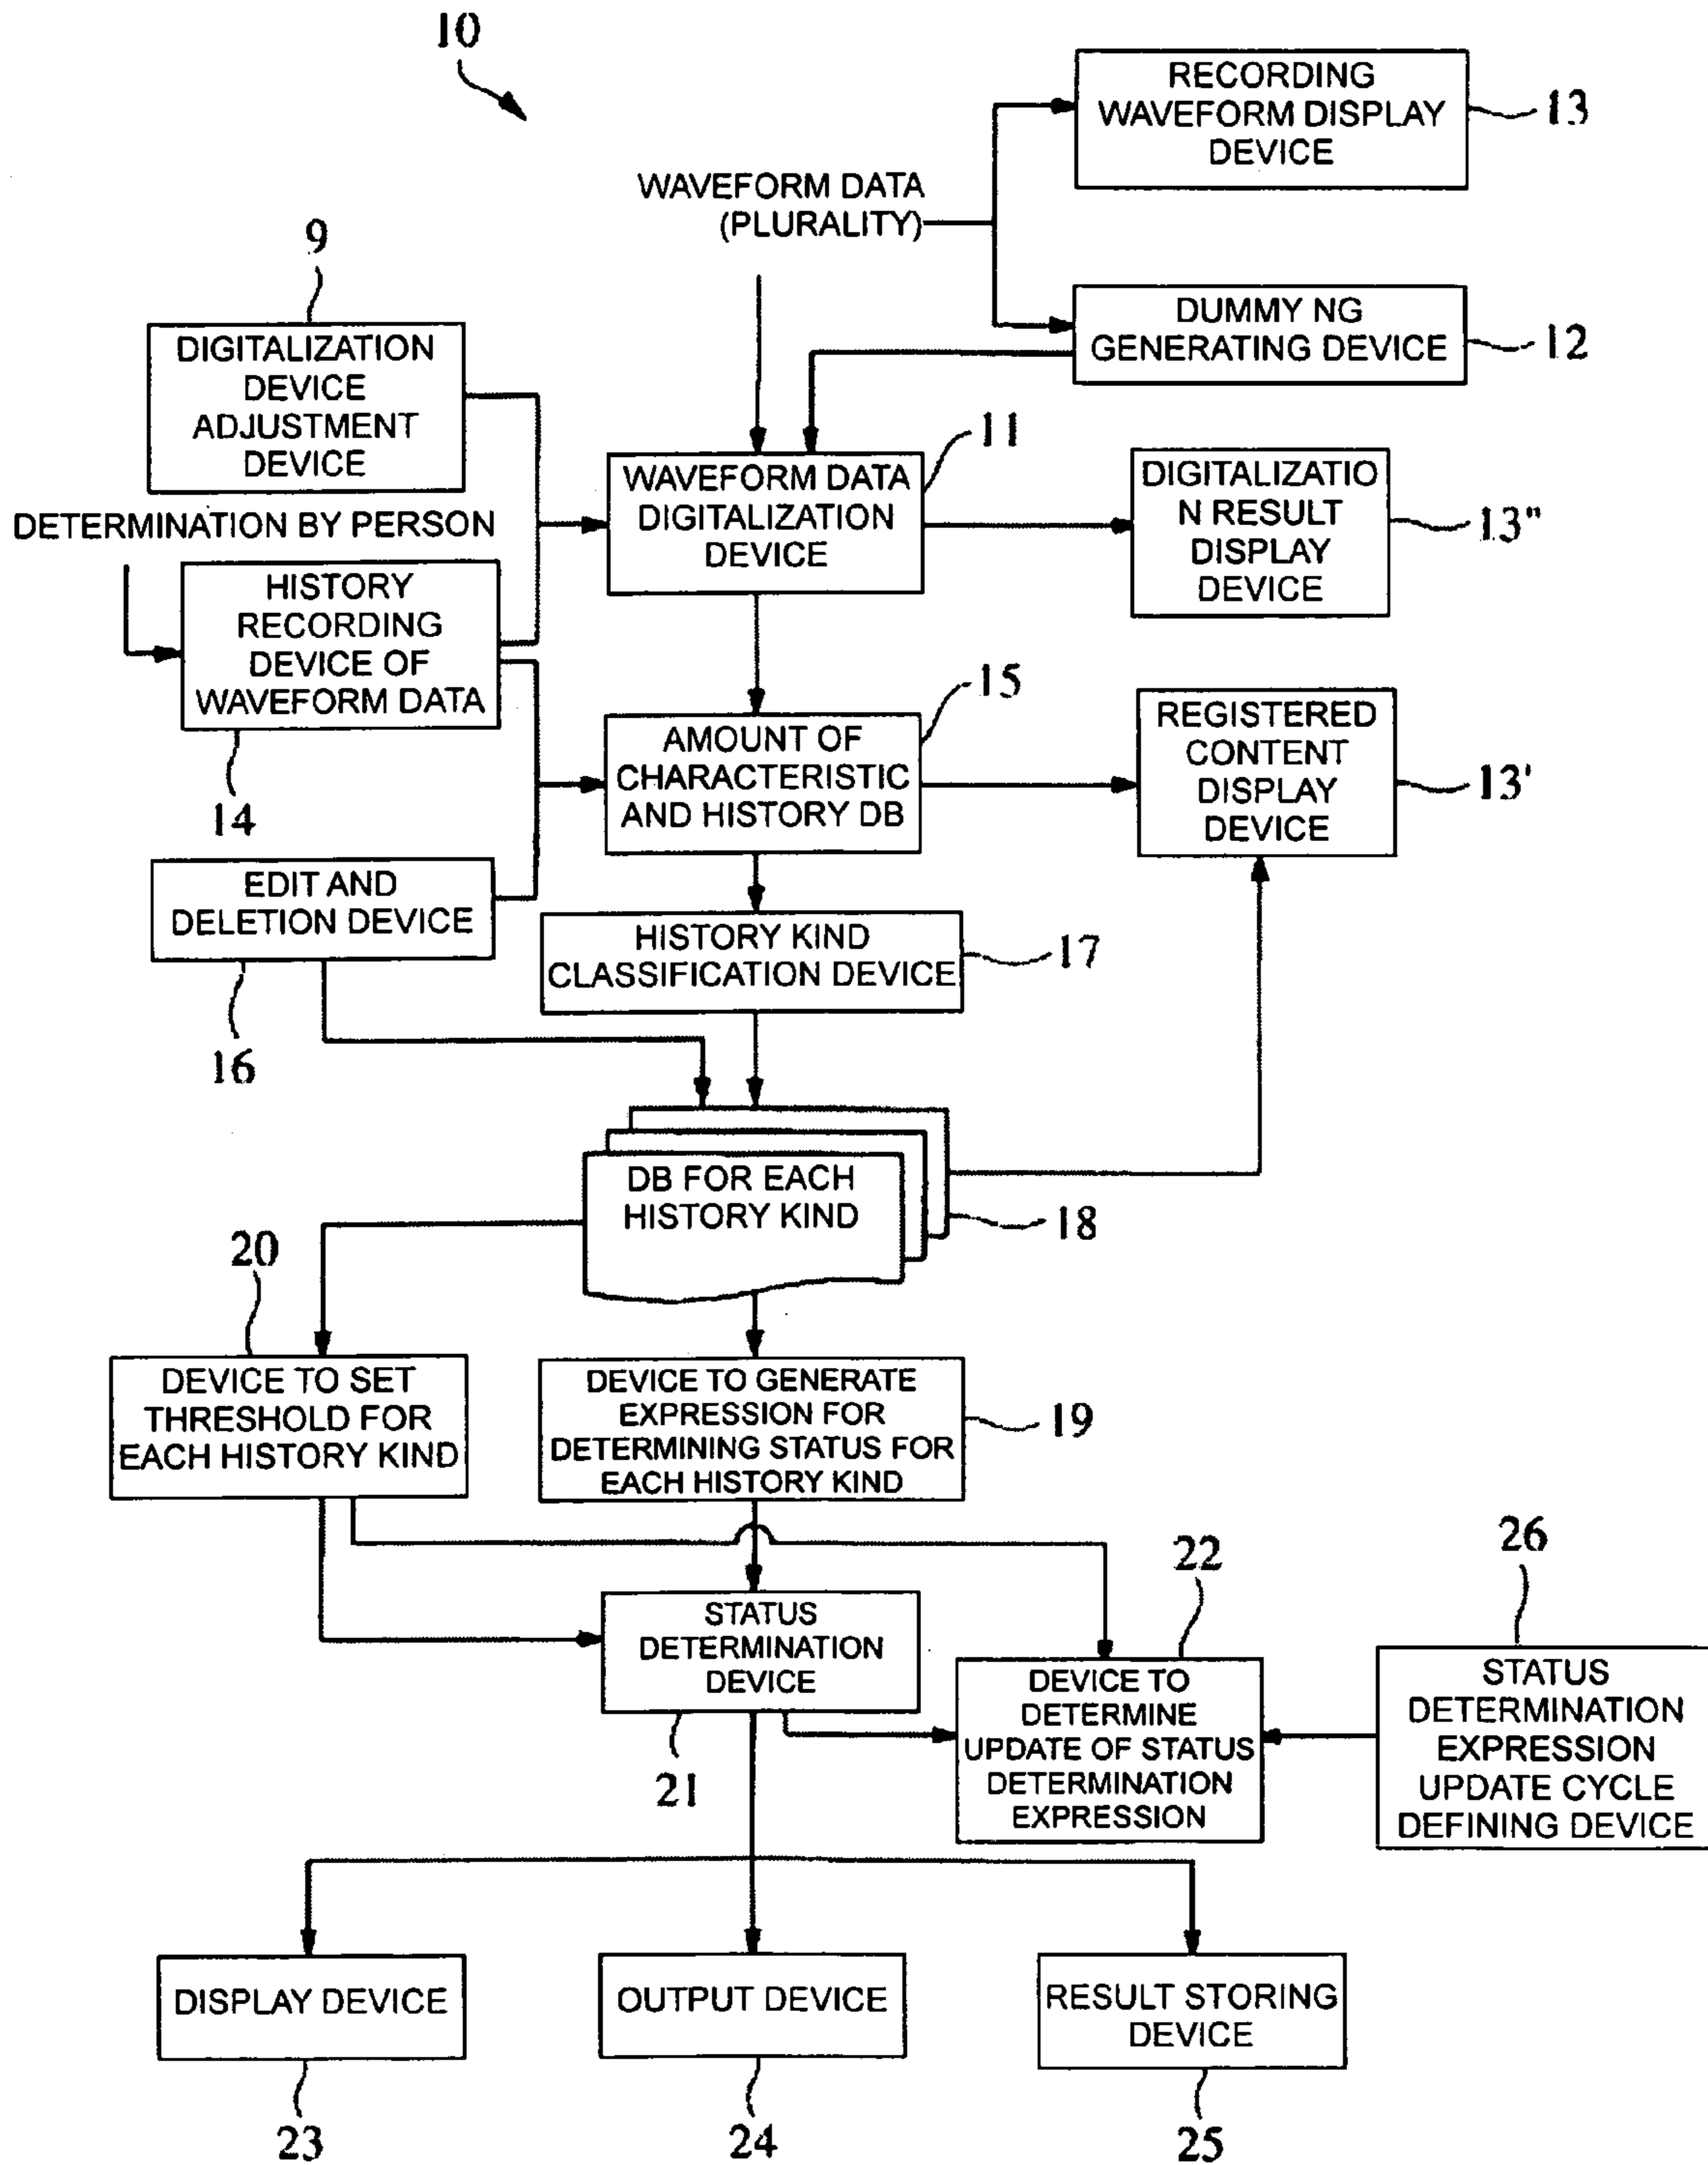 10
RECORDING
WAVEFORM DISPLAY
DEVICE
13
WAVEFORM DATA
(PLURALITY)
9
DUMMY NG
GENERATING DEVICE
12
DIGITALIZATION
DEVICE
ADJUSTMENT
DEVICE
11
WAVEFORM DATA
DIGITALIZATION
DEVICE
DIGITALIZATIO
N RESULT
DISPLAY
DEVICE
13"
DETERMINATION BY PERSON
HISTORY
RECORDING
DEVICE OF
WAVEFORM DATA
14
15
AMOUNT OF
CHARACTERISTIC
AND HISTORY DB
REGISTERED
CONTENT
DISPLAY
DEVICE
13'
EDIT AND
DELETION DEVICE
16
HISTORY KIND
CLASSIFICATION DEVICE
17
DB FOR EACH
HISTORY KIND
18
20
DEVICE TO SET
THRESHOLD FOR
EACH HISTORY KIND
DEVICE TO GENERATE
EXPRESSION FOR
DETERMINING STATUS FOR
EACH HISTORY KIND
19
22
26
STATUS
DETERMINATION
DEVICE
21
DEVICE TO
DETERMINE
UPDATE OF STATUS
DETERMINATION
EXPRESSION
STATUS
DETERMINATION
EXPRESSION
UPDATE CYCLE
DEFINING DEVICE
DISPLAY DEVICE
23
OUTPUT DEVICE
24
RESULT STORING
DEVICE
25